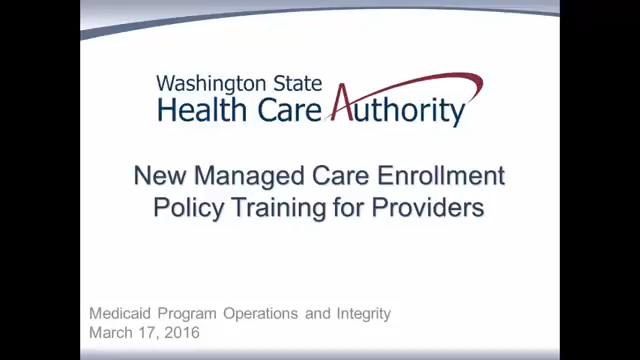 Washington State
Health Care Authority
New Managed Care Enrollment
Policy Training for Providers
Medicaid Program Operations and Integrity
March 17, 2016